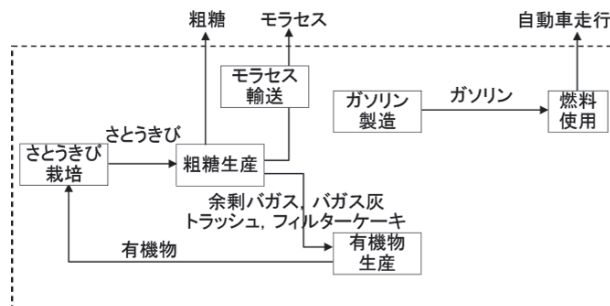 粗糖
モラセス
自動車走行
モラセス
輸送
ガソリン
製造
ガソリン
燃料
使用
さとうきび
さとうきび
栽培
粗糖生産
余剰バガス, バガス灰
トラッシュ, フィルターケーキ
有機物
有機物
生産